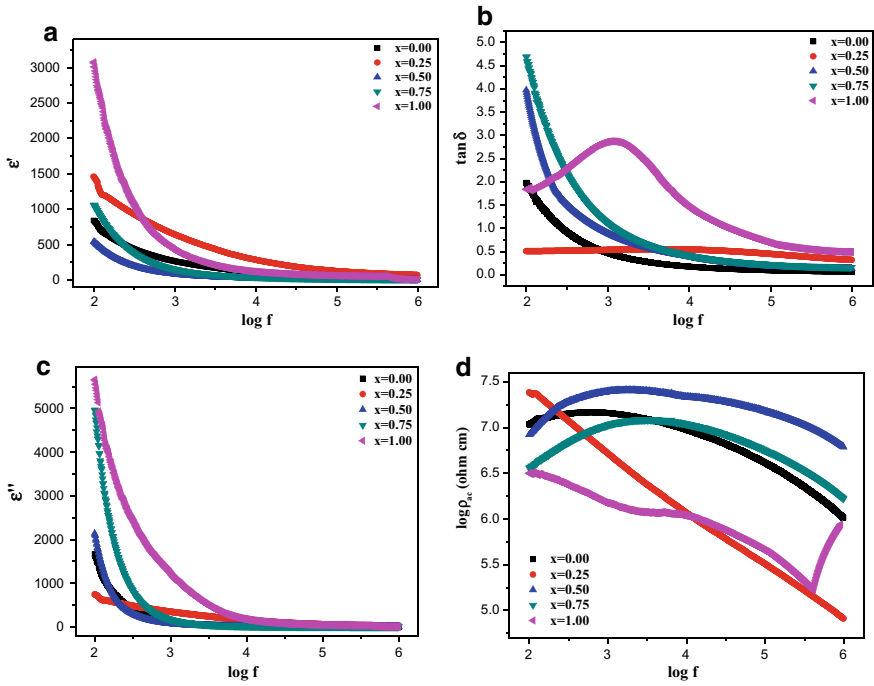 a
3000
2500
2000
1500
1000
500
0
ε'
2 3 4 5 6
log f
x=0.00
x=0.25
x=0.50
x=0.75
x=1.00
b
5.0
4.5
4.0
3.5
3.0
2.5
2.0
1.5
1.0
0.5
0.0
tan δ
2 3 4 5 6
log f
x=0.00
x=0.25
x=0.50
x=0.75
x=1.00
c
5000
4000
3000
2000
1000
0
ε''
2 3 4 5 6
log f
x=0.00
x=0.25
x=0.50
x=0.75
x=1.00
d
7.5
7.0
6.5
6.0
5.5
5.0
logρac (ohm cm)
2 3 4 5 6
log f
x=0.00
x=0.25
x=0.50
x=0.75
x=1.00